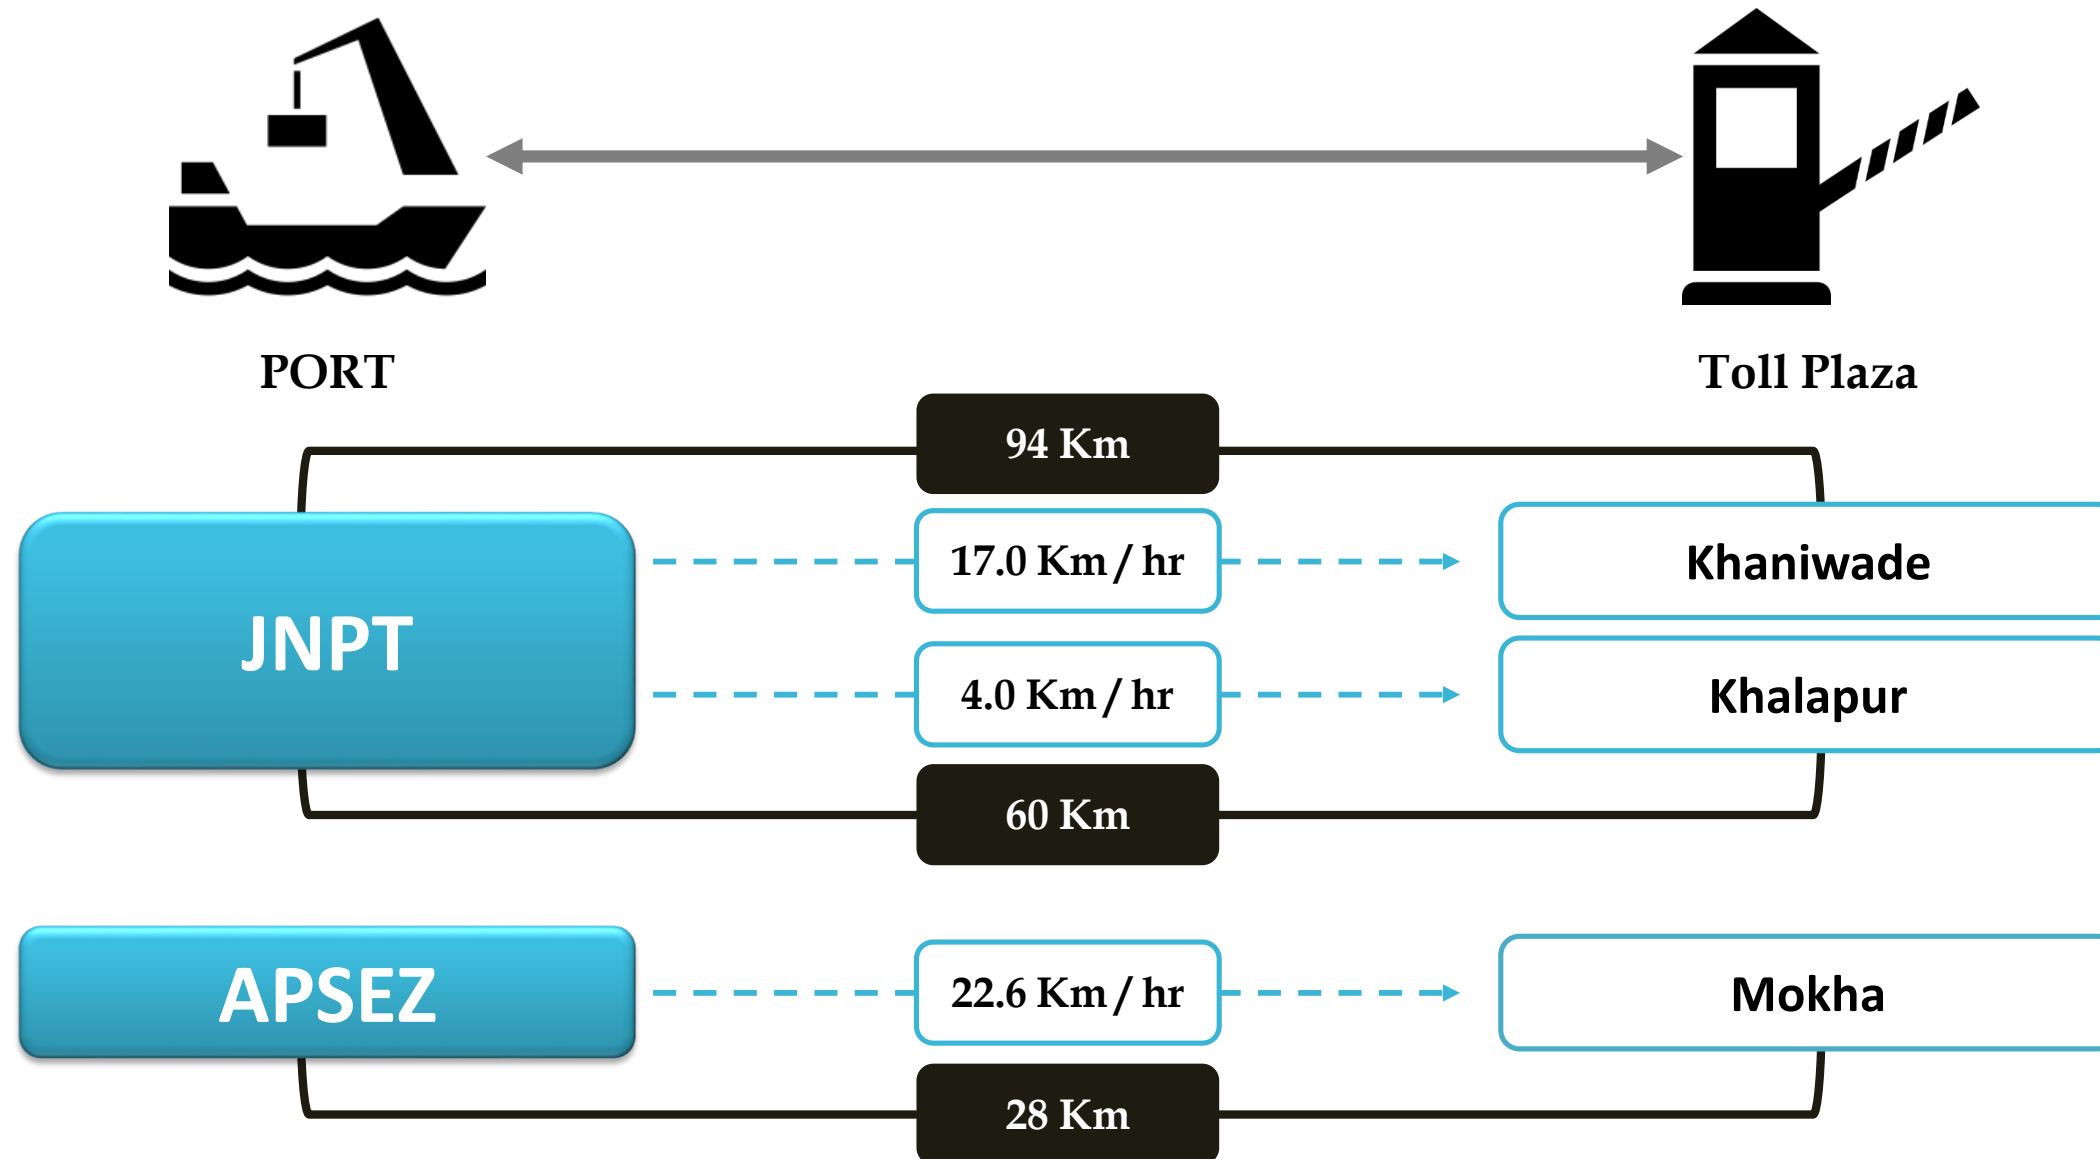 PORT
Toll Plaza
94 Km
JNPT
17.0 Km/hr
Khaniwade
4.0 Km/hr
Khalapur
60 Km
APSEZ
22.6 Km/hr
Mokha
28 Km